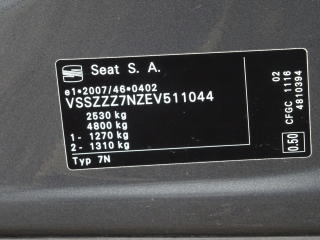 Seat S. A.
e1*2007/46*0402
VSSZZZ7NZEV511044
2530 kg
4800 kg
1- 1270 kg
2- 1310 kg
Typ 7N
02
CFGC 1116
4810394
0.50